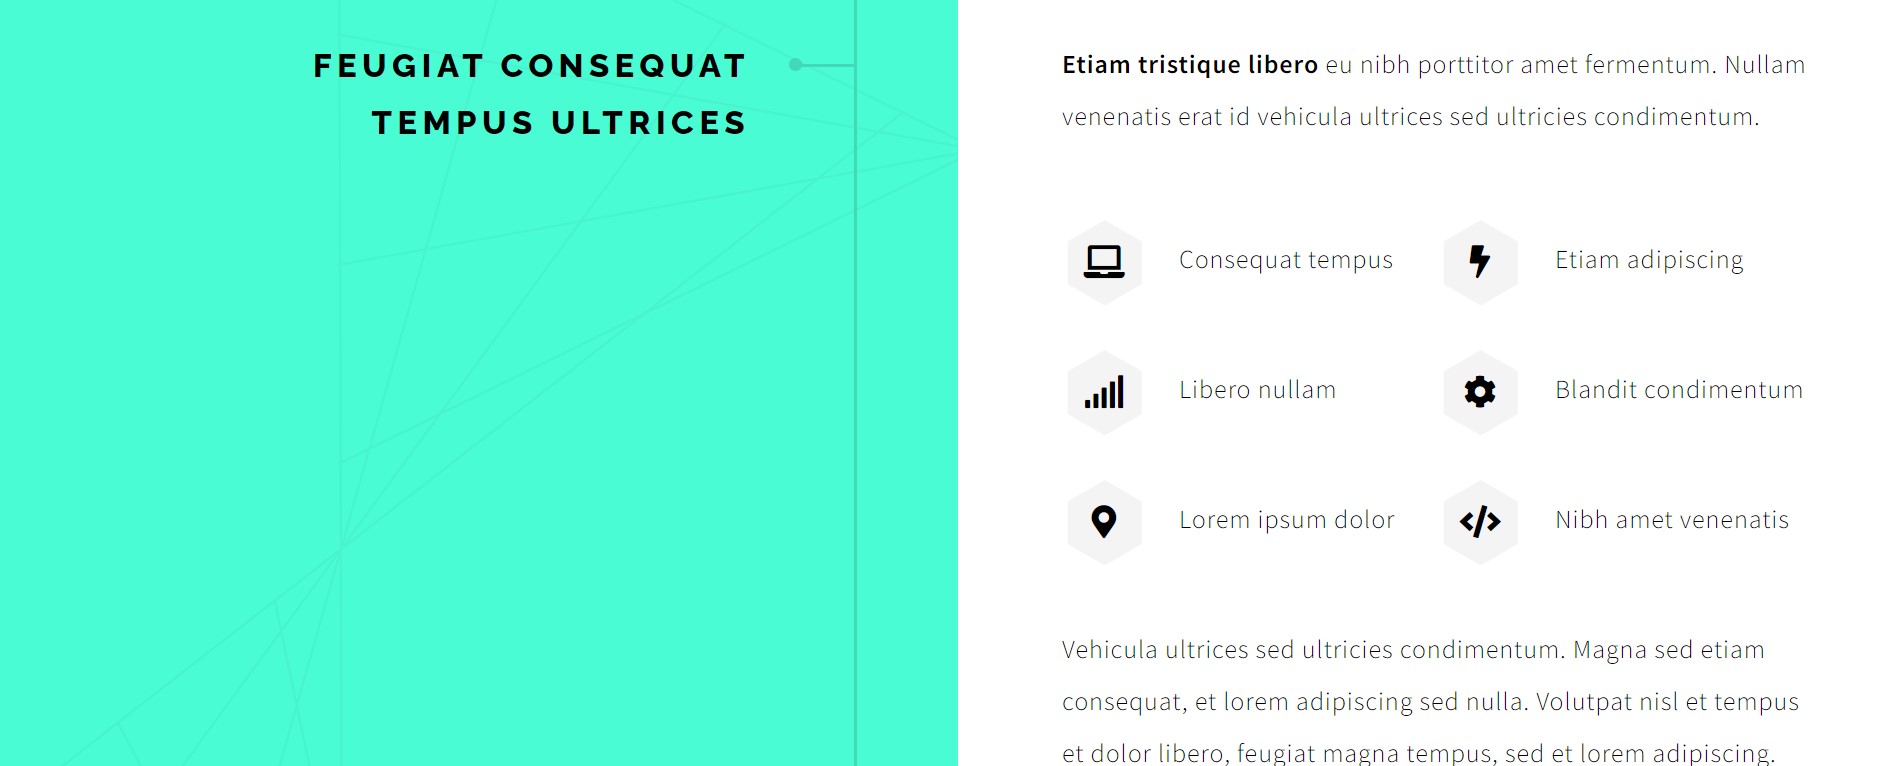 FEUGIAT CONSEQUAT
TEMPUS ULTRICES
Etiam tristique libero eu nibh porttitor amet fermentum. Nullam
venenatis erat id vehicula ultrices sed ultricies condimentum.
Consequat tempus
Etiam adipiscing
Libero nullam
Blandit condimentum
Lorem ipsum dolor
Nibh amet venenatis
Vehicula ultrices sed ultricies condimentum. Magna sed etiam
consequat, et lorem adipiscing sed nulla. Volutpat nisl et tempus
et dolor libero, feugiat magna tempus, sed et lorem adipiscing.